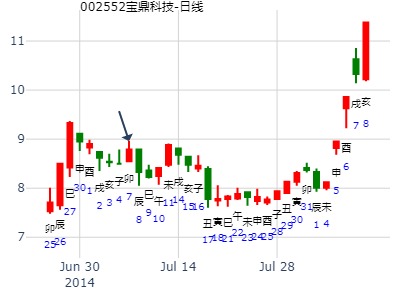 002552宝鼎科技-日线
11
10
9
8
7
卯 辰 巳 申 酉 戌 亥 子 卯 辰 巳 午 未 戌 亥 子 丑 寅 巳 午 未 申 酉 子 丑 寅 卯 辰 未 申 酉 戌 亥
25 26 27 30 1 2 3 4 7 8 9 10 11 14 15 16 17 18 21 22 23 24 25 28 29 30 31 1 4 5 6 7 8
Jun 30 Jul 14 Jul 28
2014